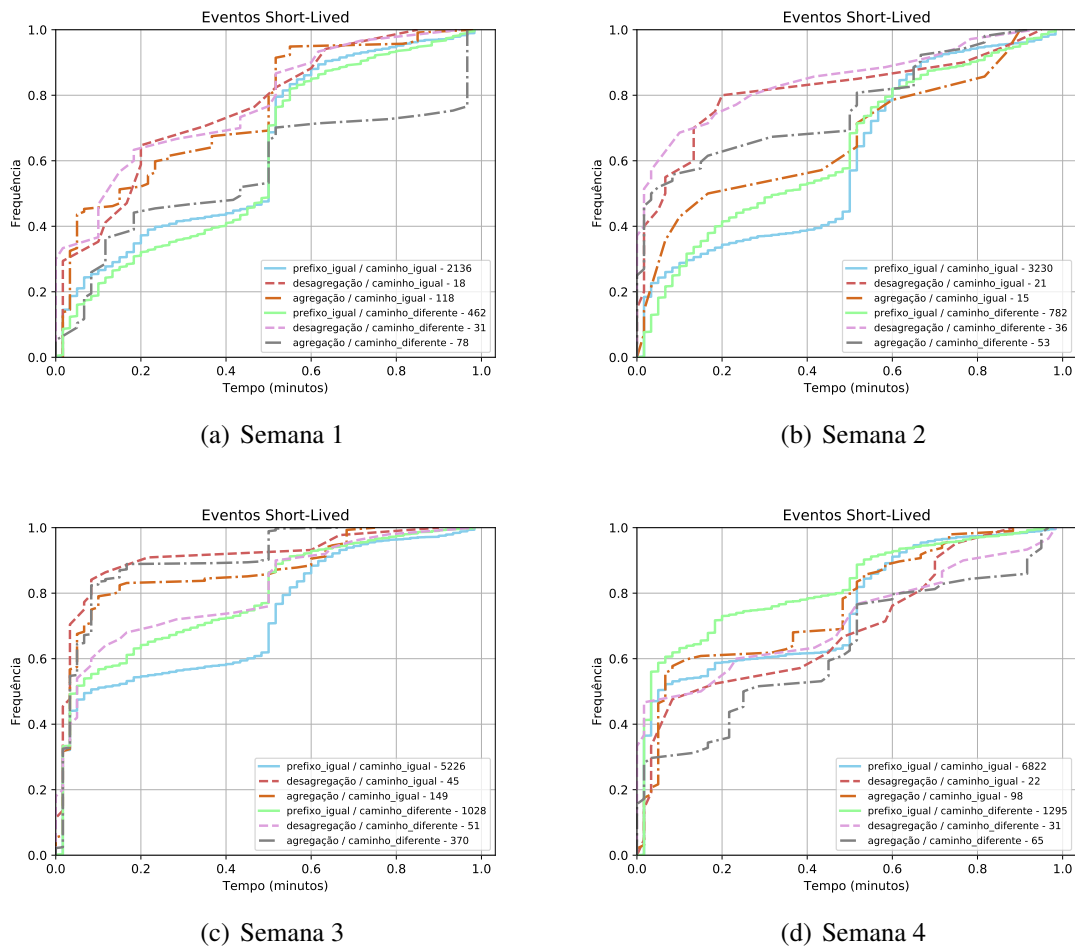 Eventos Short-Lived
1.0
0.8
0.6
0.4
0.2
0.0
Frequência
prefixo_igual / caminho_igual - 2136
desagregação / caminho_igual - 18
agregação / caminho_igual - 118
prefixo_igual / caminho_diferente - 462
desagregação / caminho_diferente - 31
agregação / caminho_diferente - 78
0.0 0.2 0.4 0.6 0.8 1.0
Tempo (minutos)
(a) Semana 1
Eventos Short-Lived
1.0
0.8
0.6
0.4
0.2
0.0
Frequência
prefixo_igual / caminho_igual - 3230
desagregação / caminho_igual - 21
agregação / caminho_igual - 15
prefixo_igual / caminho_diferente - 782
desagregação / caminho_diferente - 36
agregação / caminho_diferente - 53
0.0 0.2 0.4 0.6 0.8 1.0
Tempo (minutos)
(b) Semana 2
Eventos Short-Lived
1.0
0.8
0.6
0.4
0.2
0.0
Frequência
prefixo_igual / caminho_igual - 5226
desagregação / caminho_igual - 45
agregação / caminho_igual - 149
prefixo_igual / caminho_diferente - 1028
desagregação / caminho_diferente - 51
agregação / caminho_diferente - 370
0.0 0.2 0.4 0.6 0.8 1.0
Tempo (minutos)
(c) Semana 3
Eventos Short-Lived
1.0
0.8
0.6
0.4
0.2
0.0
Frequência
prefixo_igual / caminho_igual - 6822
desagregação / caminho_igual - 22
agregação / caminho_igual - 98
prefixo_igual / caminho_diferente - 1295
desagregação / caminho_diferente - 31
agregação / caminho_diferente - 65
0.0 0.2 0.4 0.6 0.8 1.0
Tempo (minutos)
(d) Semana 4